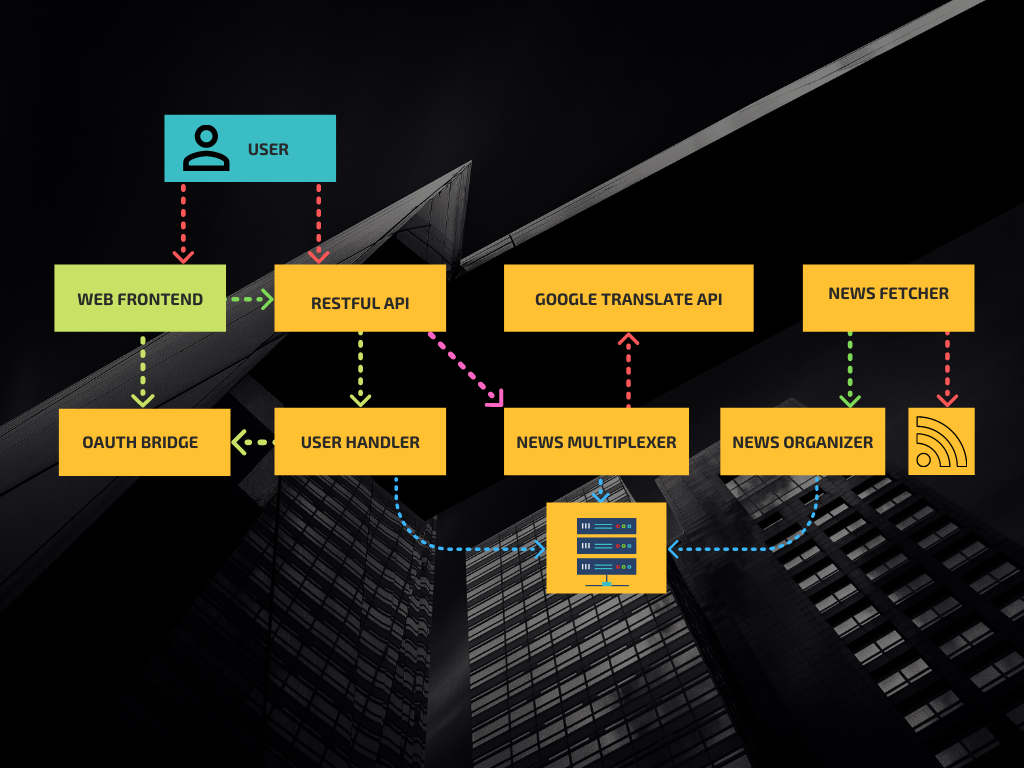 USER
WEB FRONTEND
RESTFUL API
GOOGLE TRANSLATE API
NEWS FETCHER
OAUTH BRIDGE
USER HANDLER
NEWS MULTIPLEXER
NEWS ORGANIZER